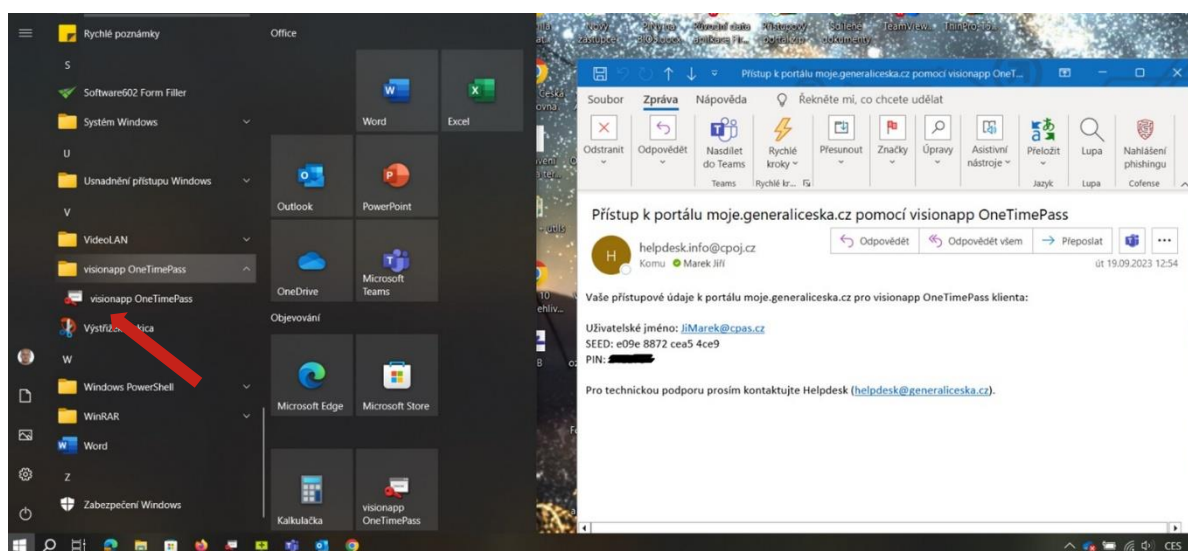 Rychlé poznámky
S
Software602 Form Filler
Systém Windows
U
Usnadnění přístupu Windows
V
VideoLAN
visionapp OneTimePass
visionapp OneTimePass
W
Windows PowerShell
WinRAR
Word
Z
Zabezpečení Windows
Office
Word
Excel
Outlook
PowerPoint
OneDrive
Microsoft Teams
Objevování
Microsoft Edge
Microsoft Store
Kalkulačka
visionapp
OneTimePass
Přístup k portálu moje.generaliceska.cz pomocí visionapp OneT...
Soubor Zpráva Nápověda Řekněte mi, co chcete udělat
Odstranit Odpovědět Nasdílet do Teams Rychlé kroky Přesunout Značky Úpravy Asistivní nástroje Přeložit Lupa Nahlášení phishingu
Teams Rychlé kr... Jazyk Lupa Cofense
Přístup k portálu moje.generaliceska.cz pomocí visionapp OneTimePass
H
helpdesk.info@cpoj.cz
Komu Marek Jiří
Odpovědět Odpovědět všem Přeposlat
út 19.09.2023 12:54
Vaše přístupové údaje k portálu moje.generaliceska.cz pro visionapp OneTimePass klienta:
Uživatelské jméno: JiMarek@cpas.cz
SEED: e09e 8872 cea5 4ce9
PIN:
Pro technickou podporu prosím kontaktujte Helpdesk (helpdesk@generaliceska.cz).
CES